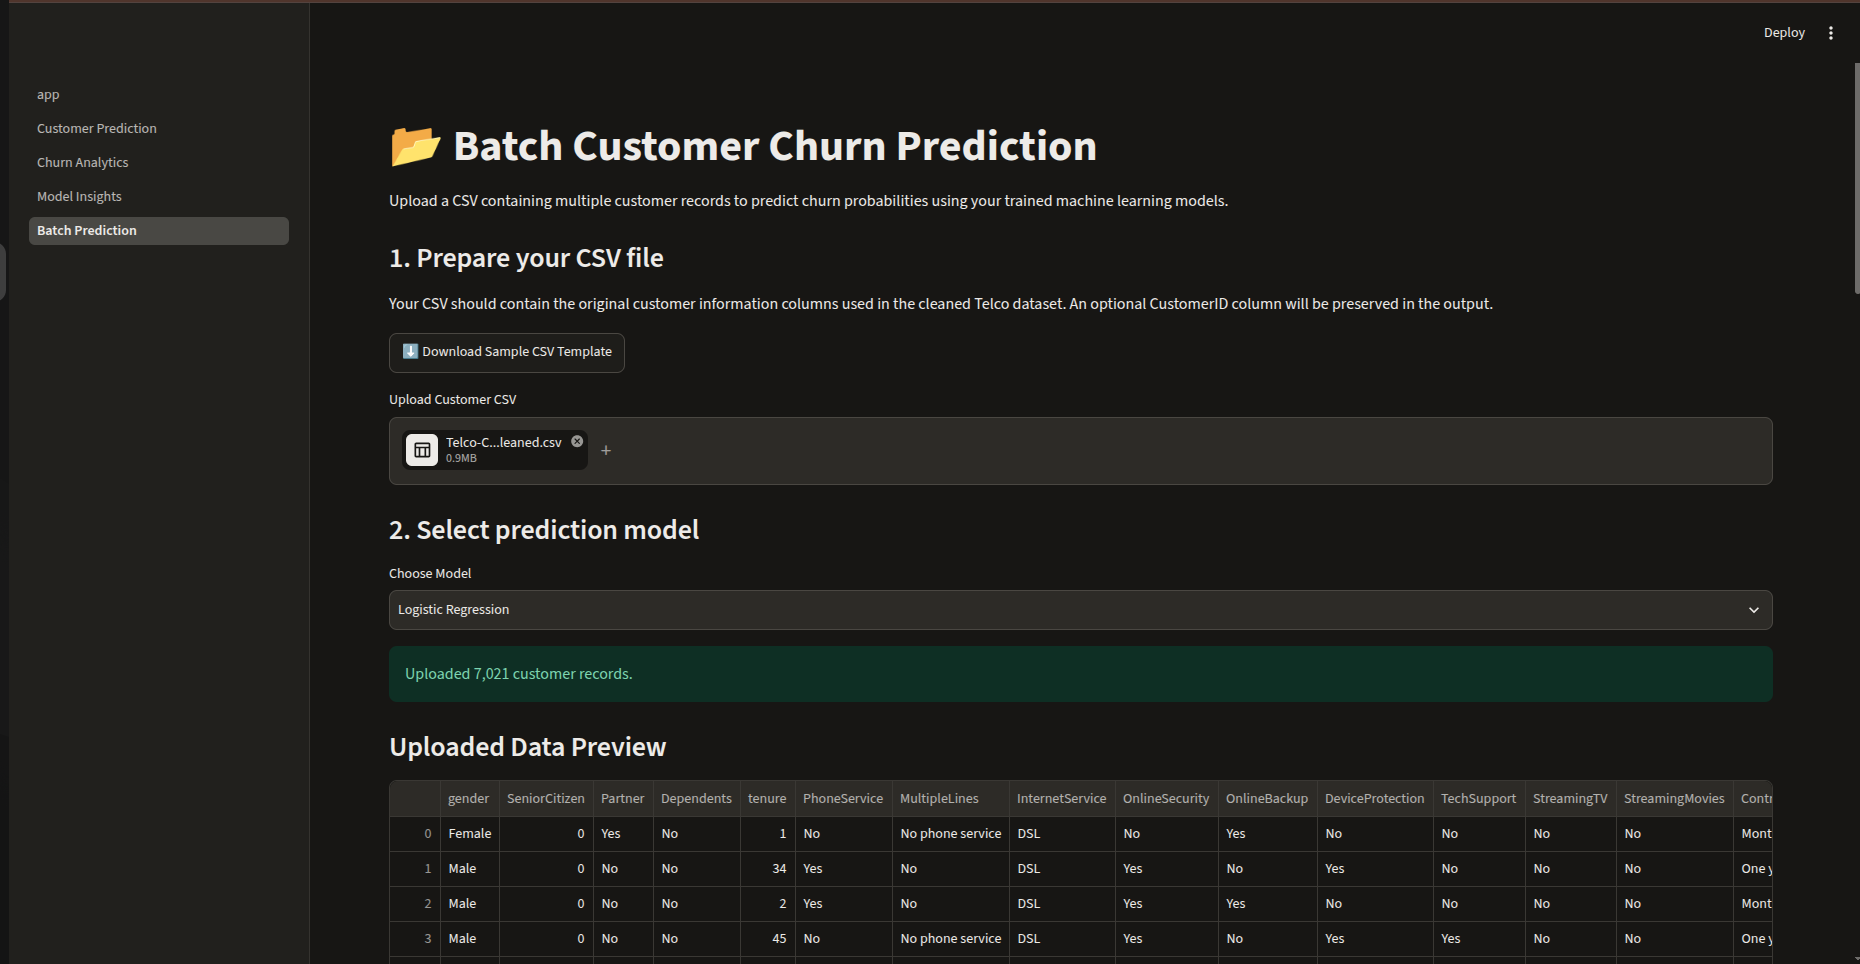 Deploy
app
Customer Prediction
Churn Analytics
Model Insights
Batch Prediction
Batch Customer Churn Prediction
Upload a CSV containing multiple customer records to predict churn probabilities using your trained machine learning models.
1. Prepare your CSV file
Your CSV should contain the original customer information columns used in the cleaned Telco dataset. An optional CustomerID column will be preserved in the output.
Download Sample CSV Template
Upload Customer CSV
Telco-C...leaned.csv
0.9MB
+
2. Select prediction model
Choose Model
Logistic Regression
Uploaded 7,021 customer records.
Uploaded Data Preview
gender SeniorCitizen Partner Dependents tenure PhoneService MultipleLines InternetService OnlineSecurity OnlineBackup DeviceProtection TechSupport StreamingTV StreamingMovies Contr
0 Female 0 Yes No 1 No No phone service DSL No Yes No No No No Mont
1 Male 0 No No 34 Yes No DSL Yes No Yes No No No One y
2 Male 0 No No 2 Yes No DSL Yes Yes No No No No Mont
3 Male 0 No No 45 No No phone service DSL Yes No Yes Yes No No One y